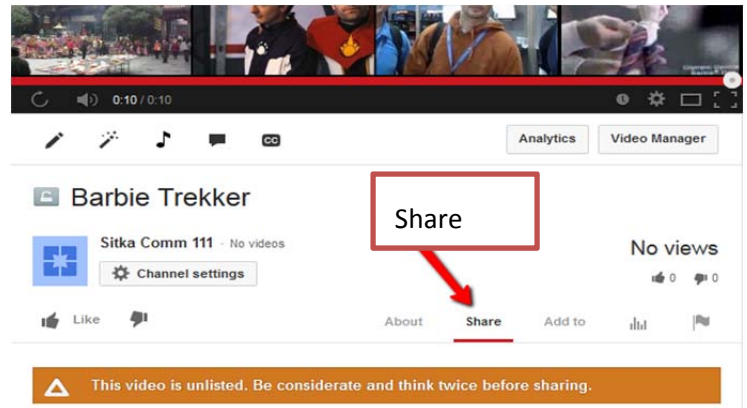 0:10 / 0:10
CC
Analytics Video Manager
Barbie Trekker
Share
Sitka Comm 111 · No videos
Channel settings
No views
0 0
Like
About Share Add to
This video is unlisted. Be considerate and think twice before sharing.